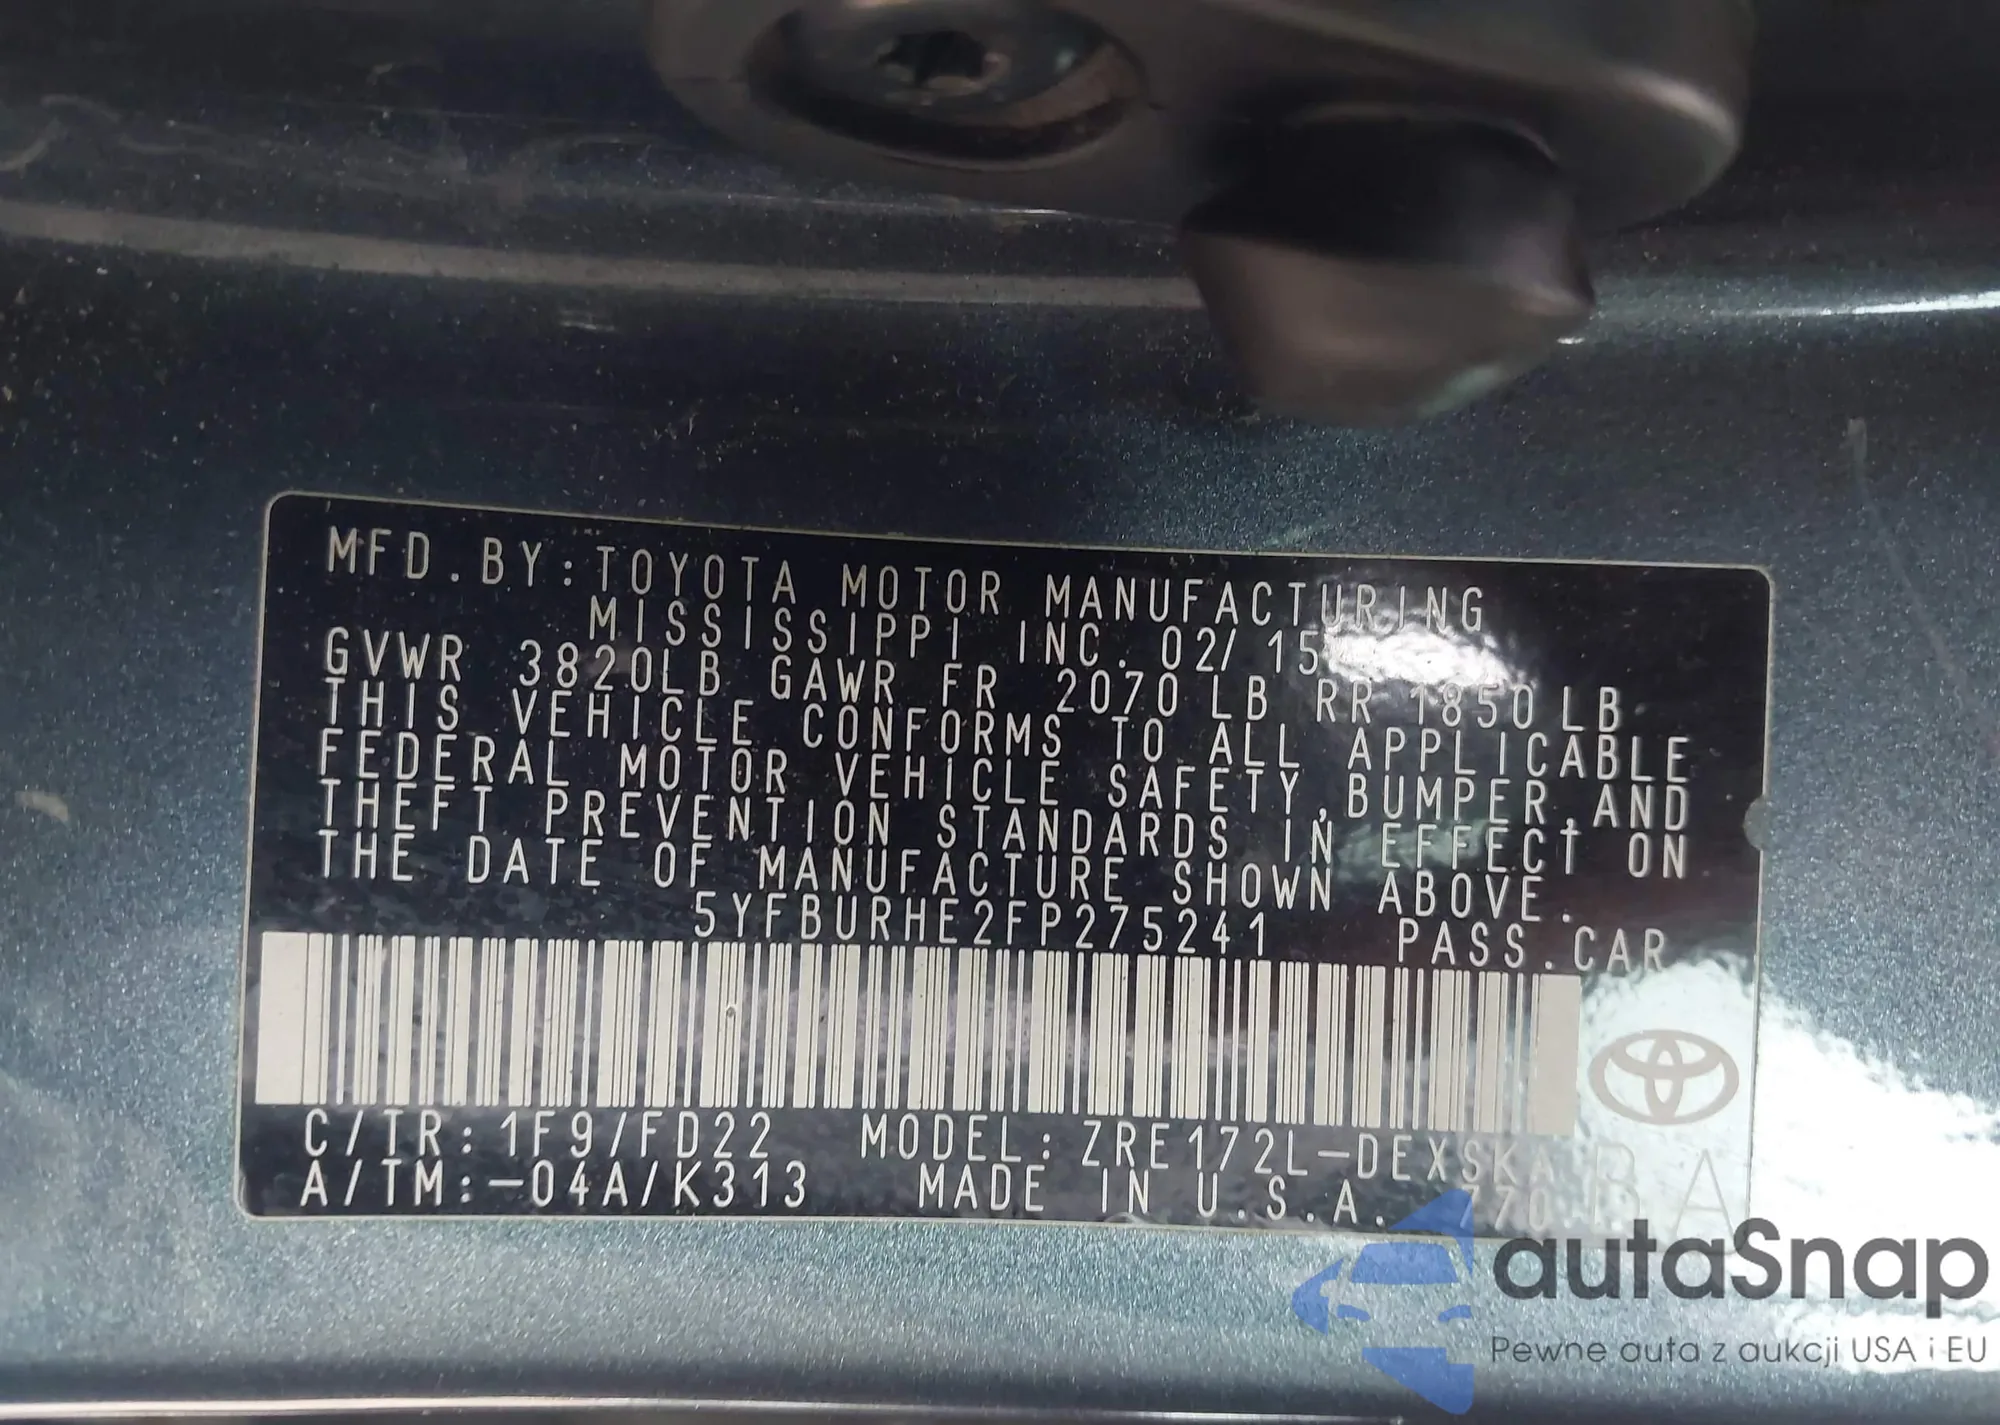 MFD.BY:TOYOTA MOTOR MANUFACTURING
MISSISSIPPI INC. 02/15
GVWR 3820LB GAWR FR 2070LB RR 1850LB
THIS VEHICLE CONFORMS TO ALL APPLICABLE
FEDERAL MOTOR VEHICLE SAFETY,BUMPER,AND
THEFT PREVENTION STANDARDS IN EFFECT ON
THE DATE OF MANUFACTURE SHOWN ABOVE.
5YFBURHE2FP275241 PASS.CAR
C/TR:1F9/FD22 MODEL:ZRE172L-DEXSKA
A/TM:-04A/K313 MADE IN U.S.A.
autaSnap
Pewne auta z aukcji USA i EU